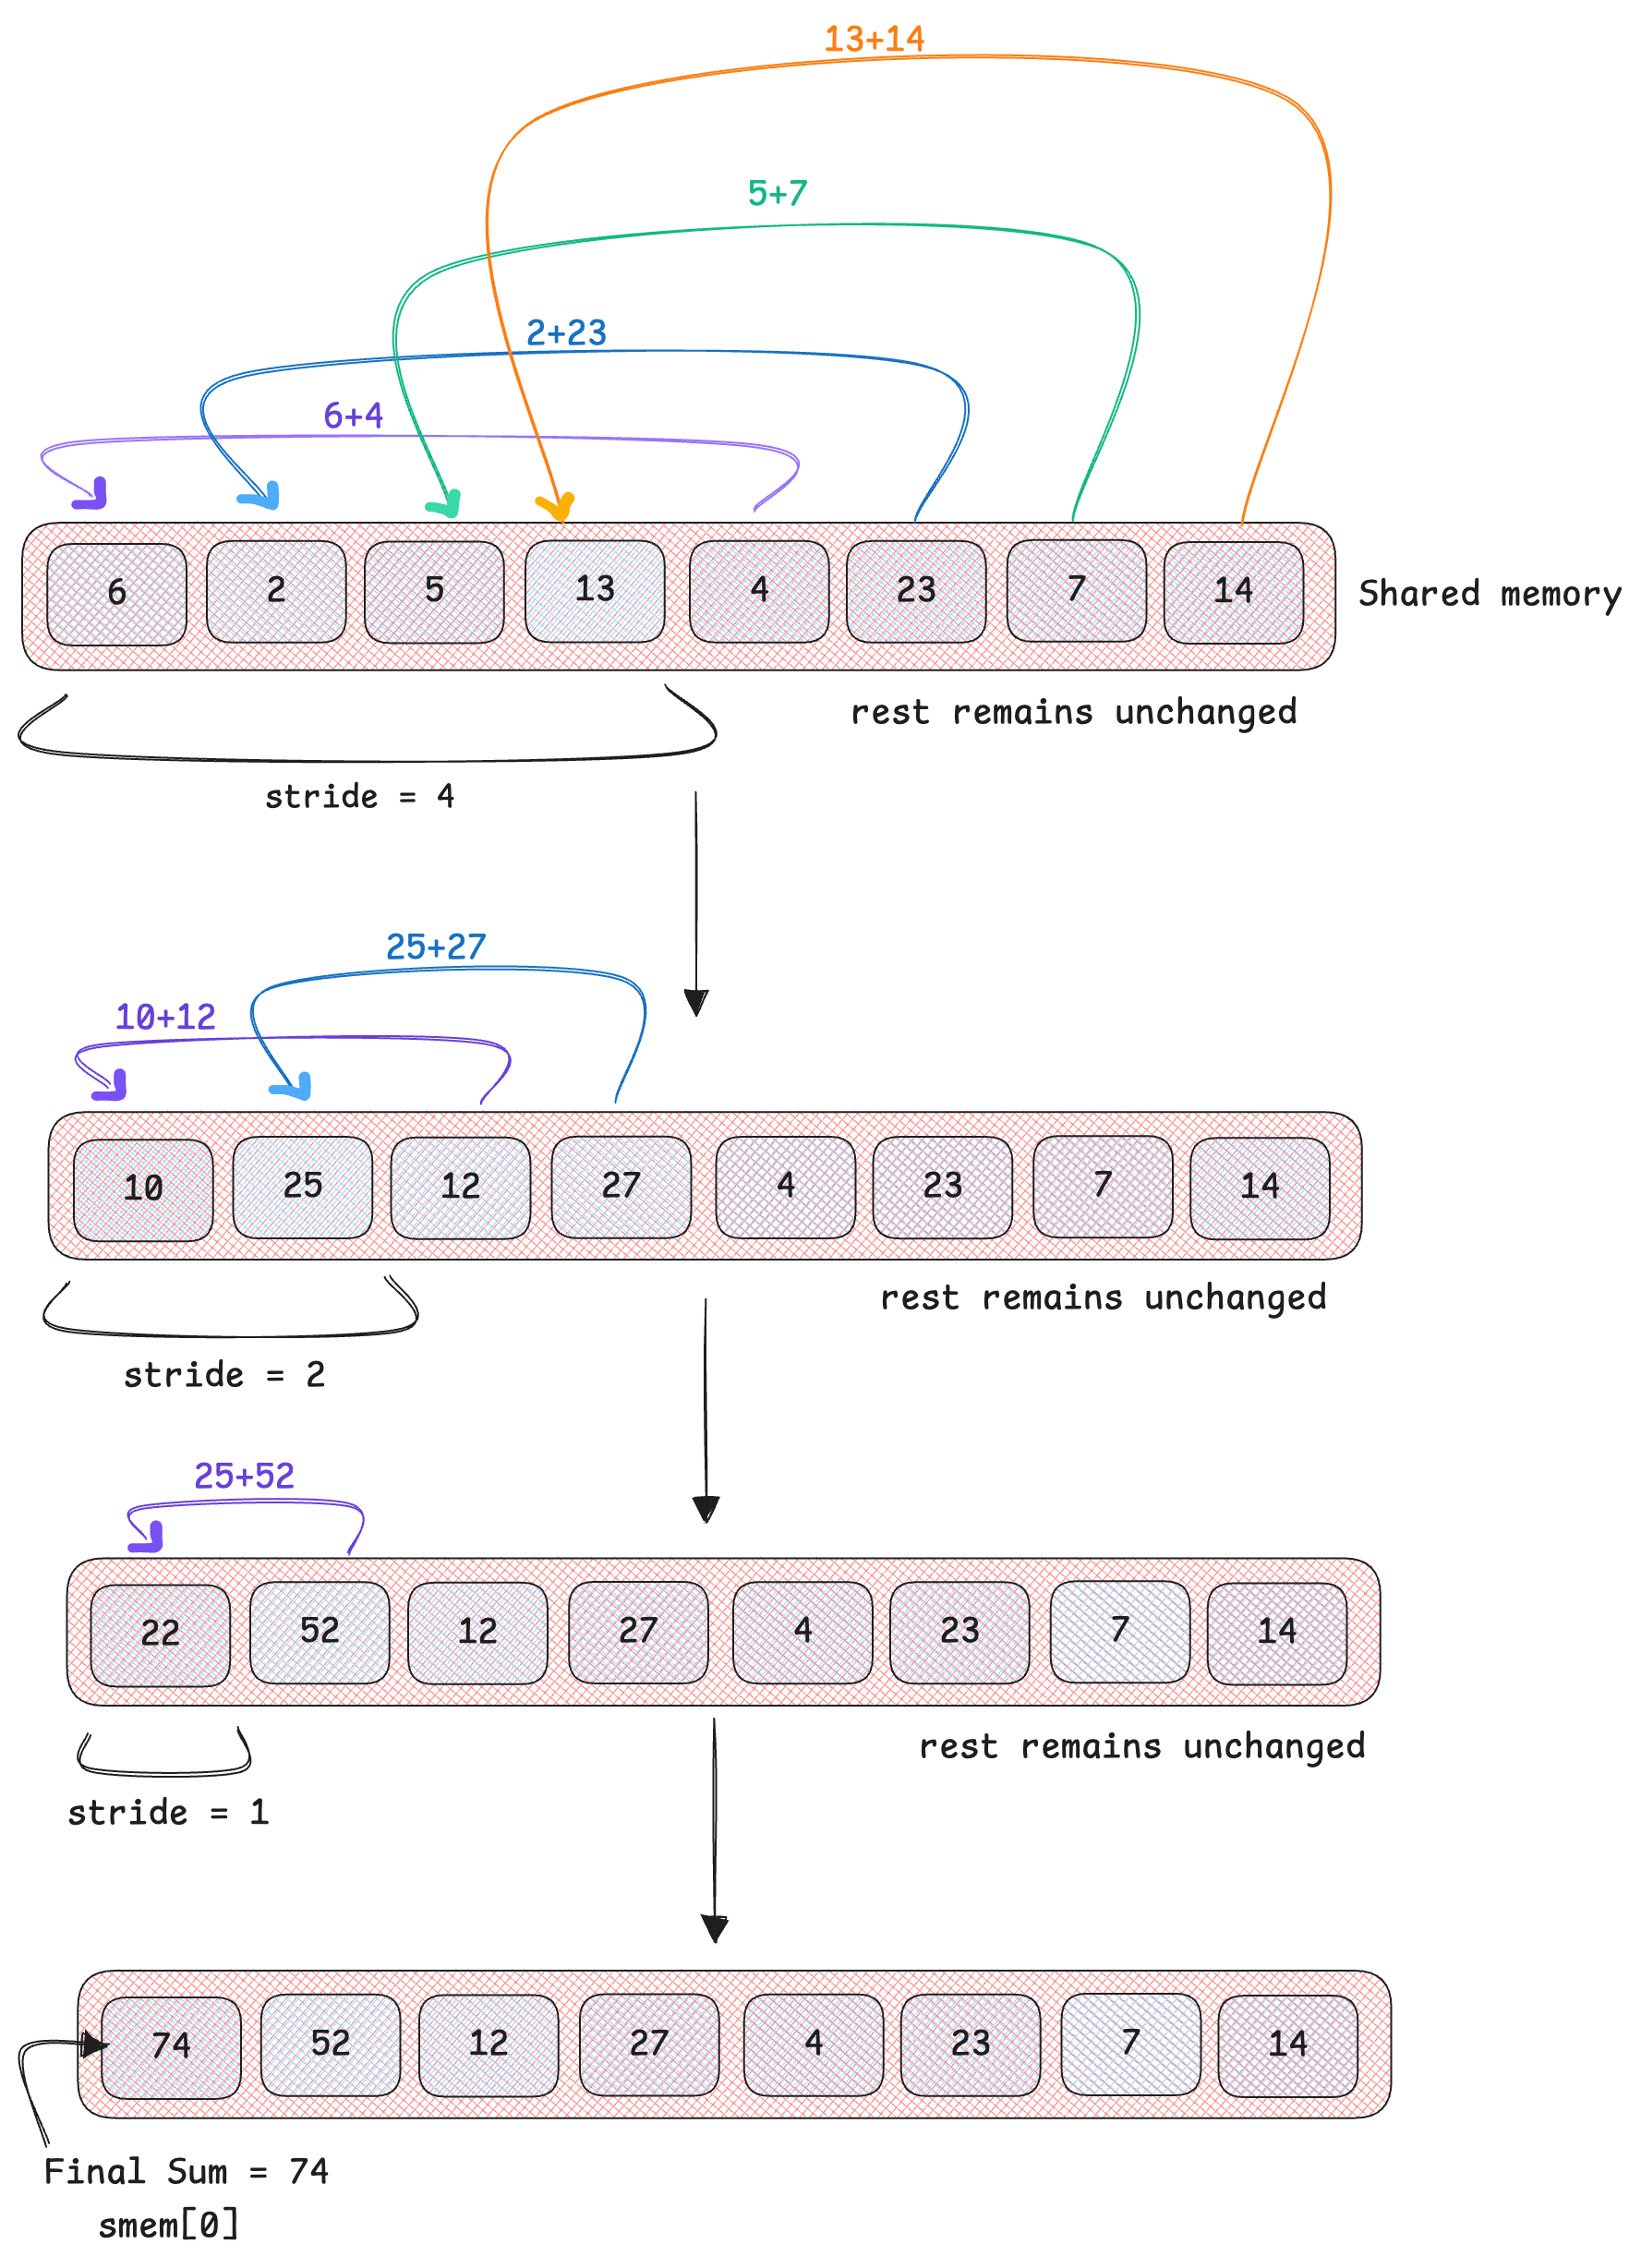 13+14
5+7
2+23
6+4
6 2 5 13 4 23 7 14
Shared memory
rest remains unchanged
stride = 4
25+27
10+12
10 25 12 27 4 23 7 14
rest remains unchanged
stride = 2
25+52
22 52 12 27 4 23 7 14
rest remains unchanged
stride = 1
74 52 12 27 4 23 7 14
Final Sum = 74
smem[0]